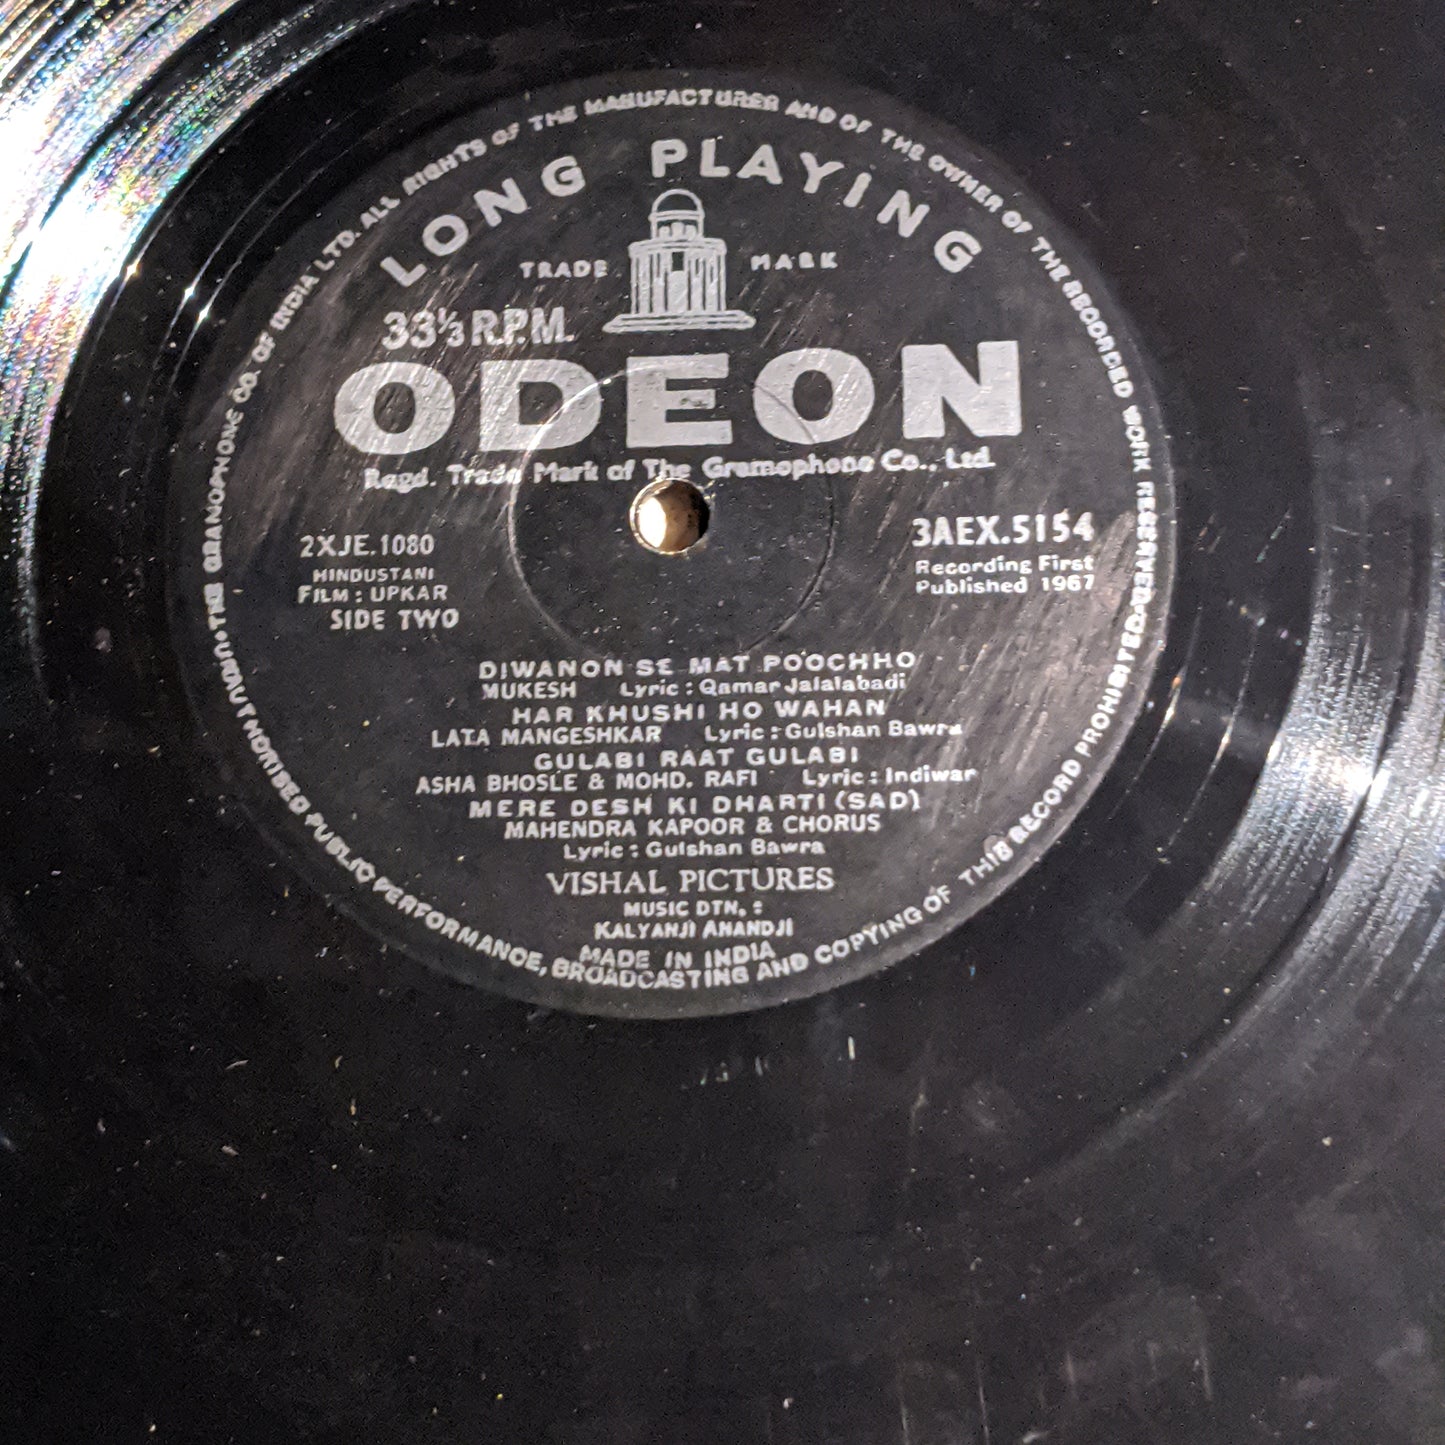 THE GRAMOPHONE CO. OF INDIA LTD. ALL RIGHTS OF THE MANUFACTURER AND OF THE OWNER OF THE RECORDED WORK RESERVED•
UNAUTHORISED PUBLIC PERFORMANCE, BROADCASTING AND COPYING OF THIS RECORD PROHIBITED•
LONG PLAYING
TRADE MARK
33⅓ R.P.M.
ODEON
Regd. Trade Mark of The Gramophone Co., Ltd.
2XJE.1080
HINDUSTANI
FILM : UPKAR
SIDE TWO
3AEX.5154
Recording First
Published 1967
DIWANON SE MAT POOCHHO
MUKESH Lyric : Qamar Jalalabadi
HAR KHUSHI HO WAHAN
LATA MANGESHKAR Lyric : Gulshan Bawra
GULABI RAAT GULABI
ASHA BHOSLE & MOHD. RAFI Lyric : Indiwar
MERE DESH KI DHARTI (SAD)
MAHENDRA KAPOOR & CHORUS
Lyric : Gulshan Bawra
VISHAL PICTURES
MUSIC DTN. :
KALYANJI ANANDJI
MADE IN INDIA